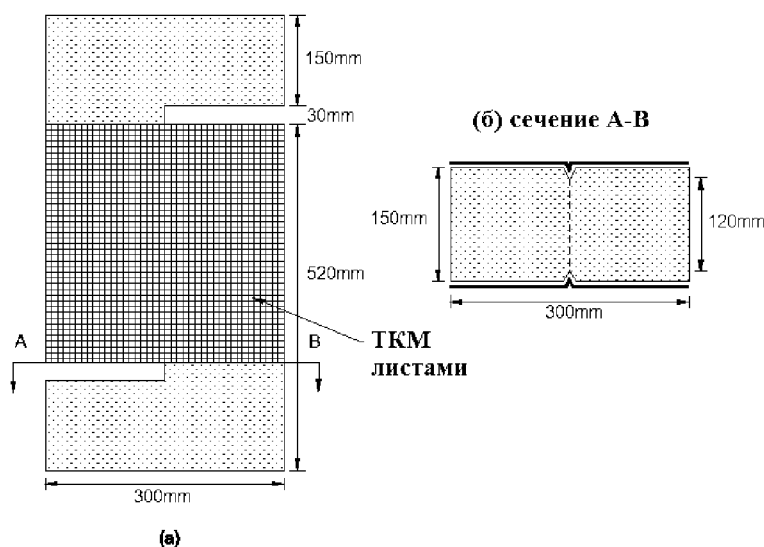 150mm
30mm
(б) сечение А-В
150mm
120mm
520mm
300mm
A
B
ТКМ
листами
300mm
(a)